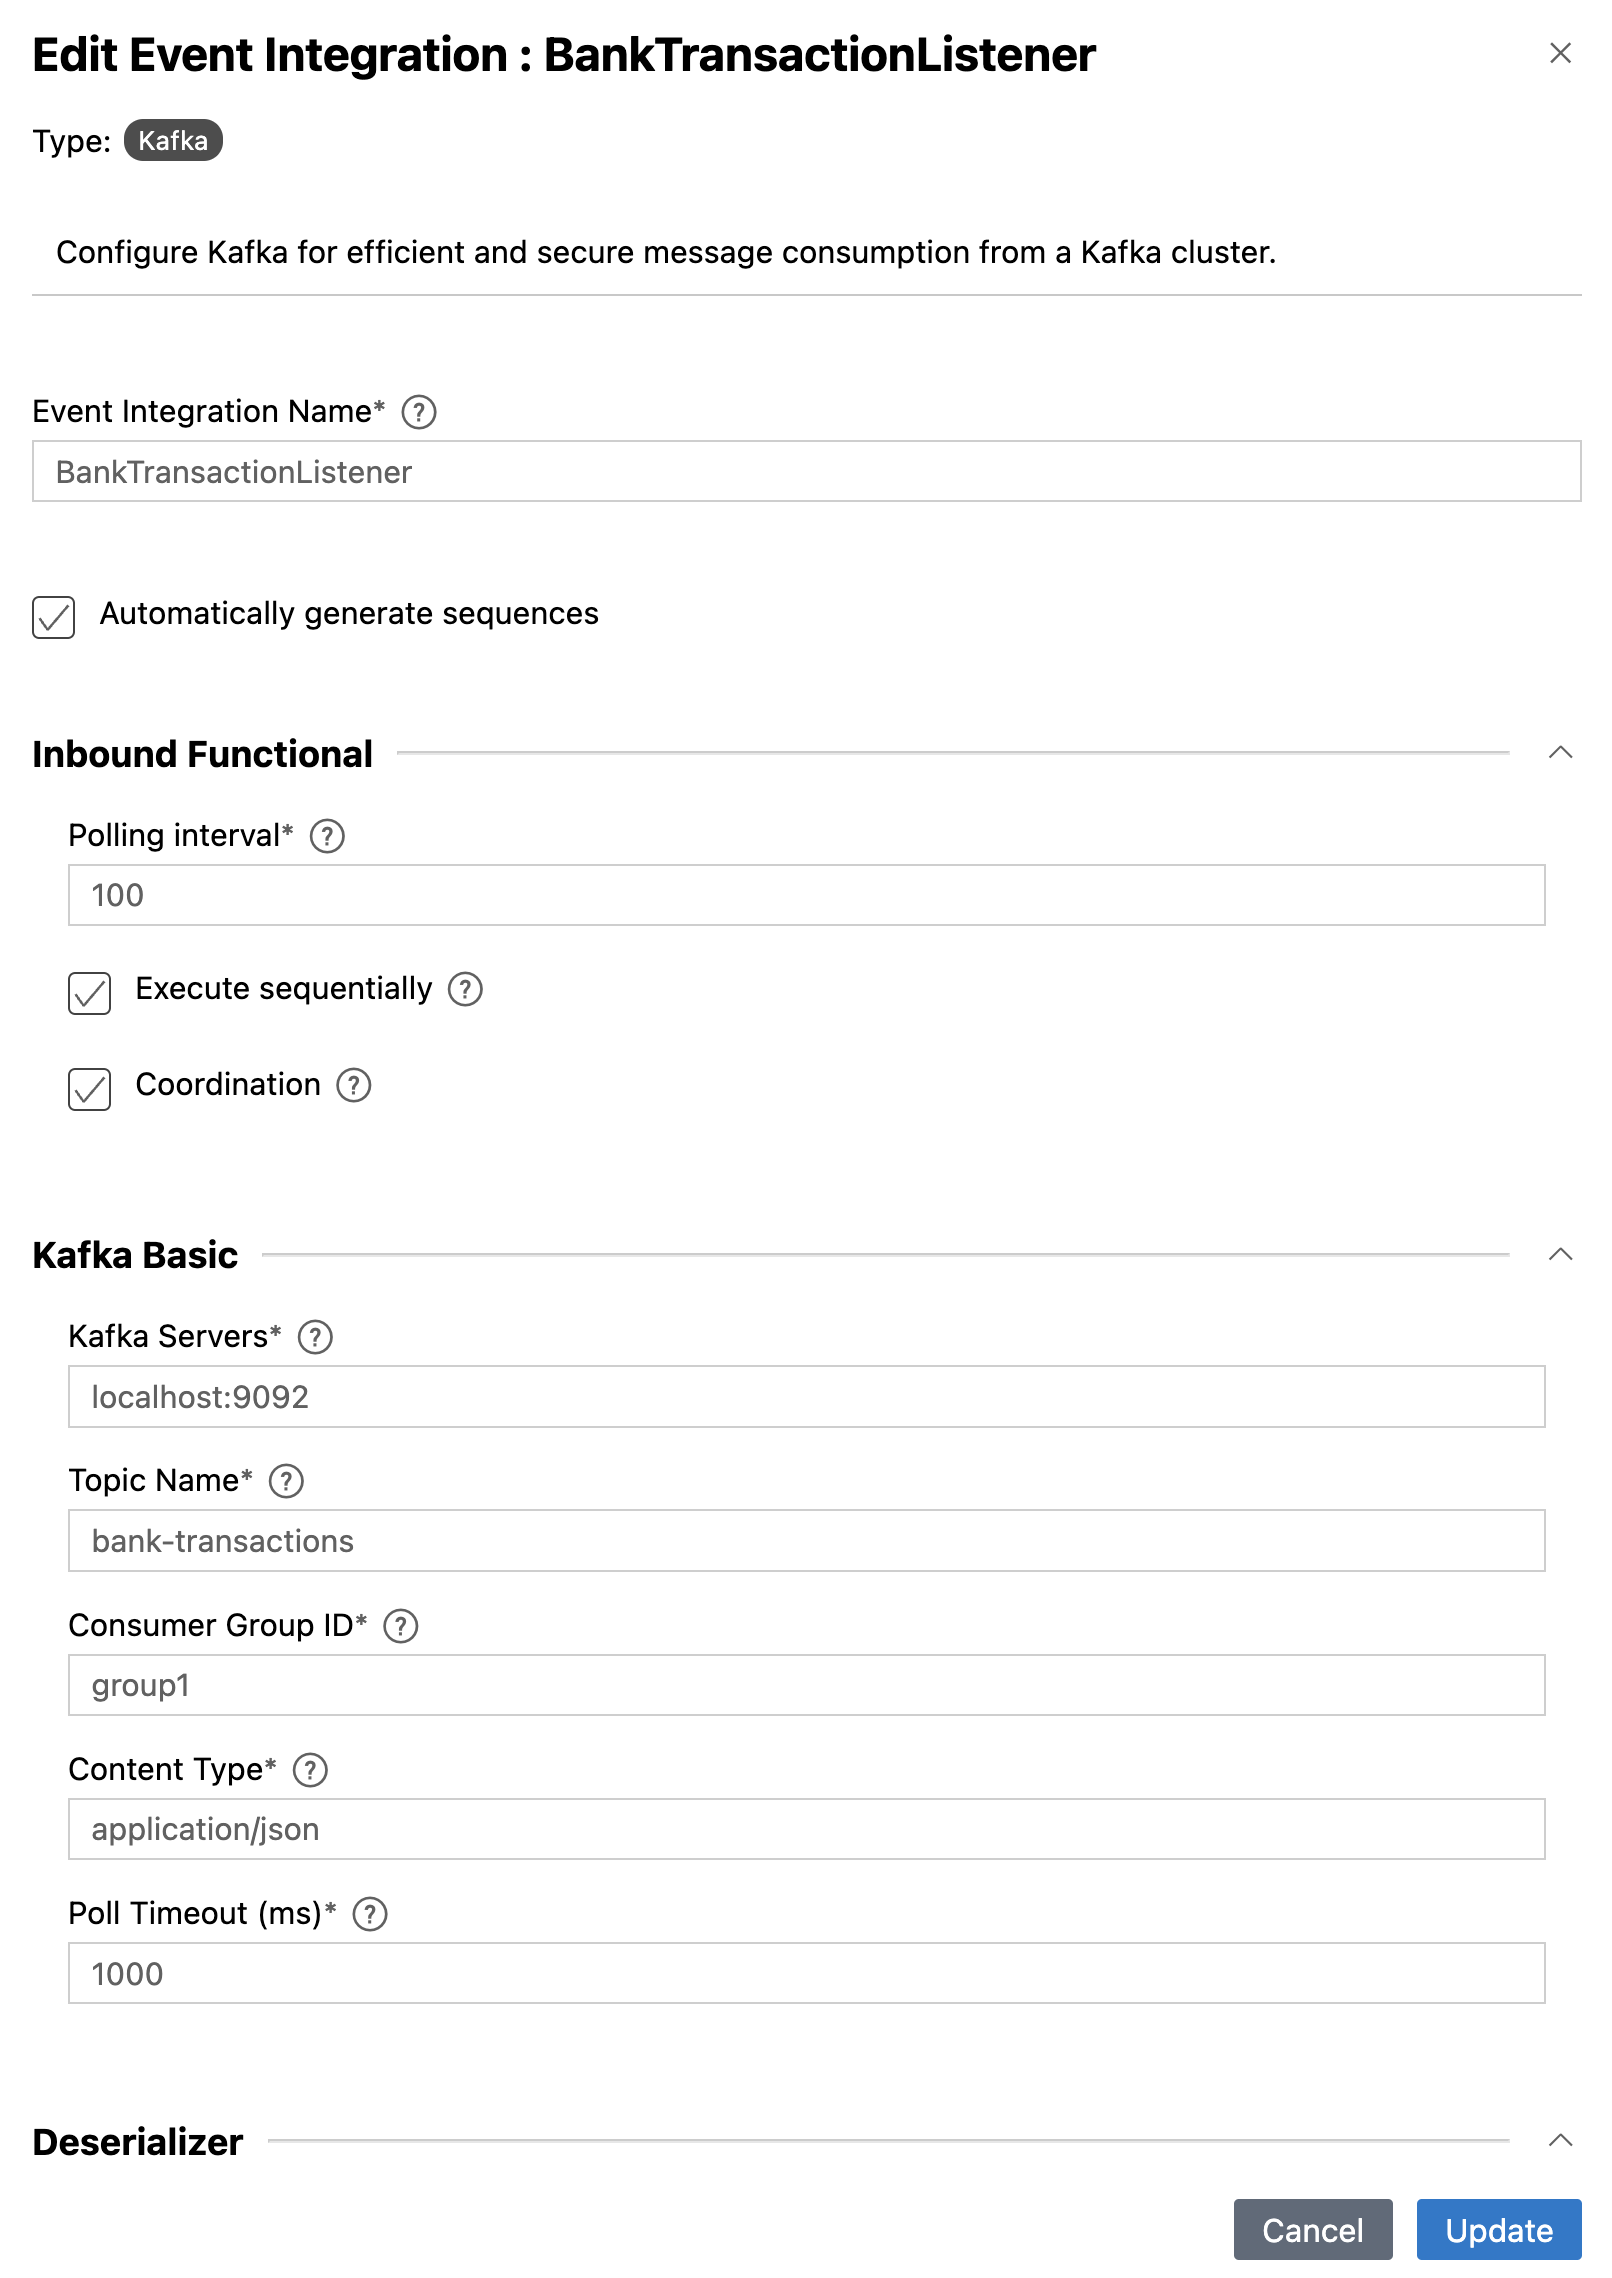 Edit Event Integration : BankTransactionListener
Type: Kafka
Configure Kafka for efficient and secure message consumption from a Kafka cluster.
Event Integration Name* ?
BankTransactionListener
Automatically generate sequences
Inbound Functional
Polling interval* ?
100
Execute sequentially ?
Coordination ?
Kafka Basic
Kafka Servers* ?
localhost:9092
Topic Name* ?
bank-transactions
Consumer Group ID* ?
group1
Content Type* ?
application/json
Poll Timeout (ms)* ?
1000
Deserializer
Cancel Update